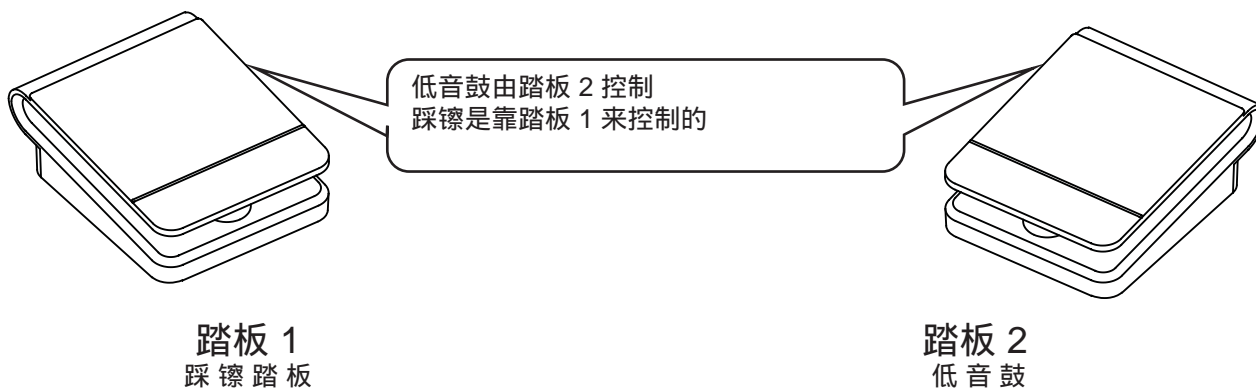 低音鼓由踏板 2 控制
踩镲是靠踏板 1 来控制的
踏板 1
踩镲踏板
踏板 2
低音鼓